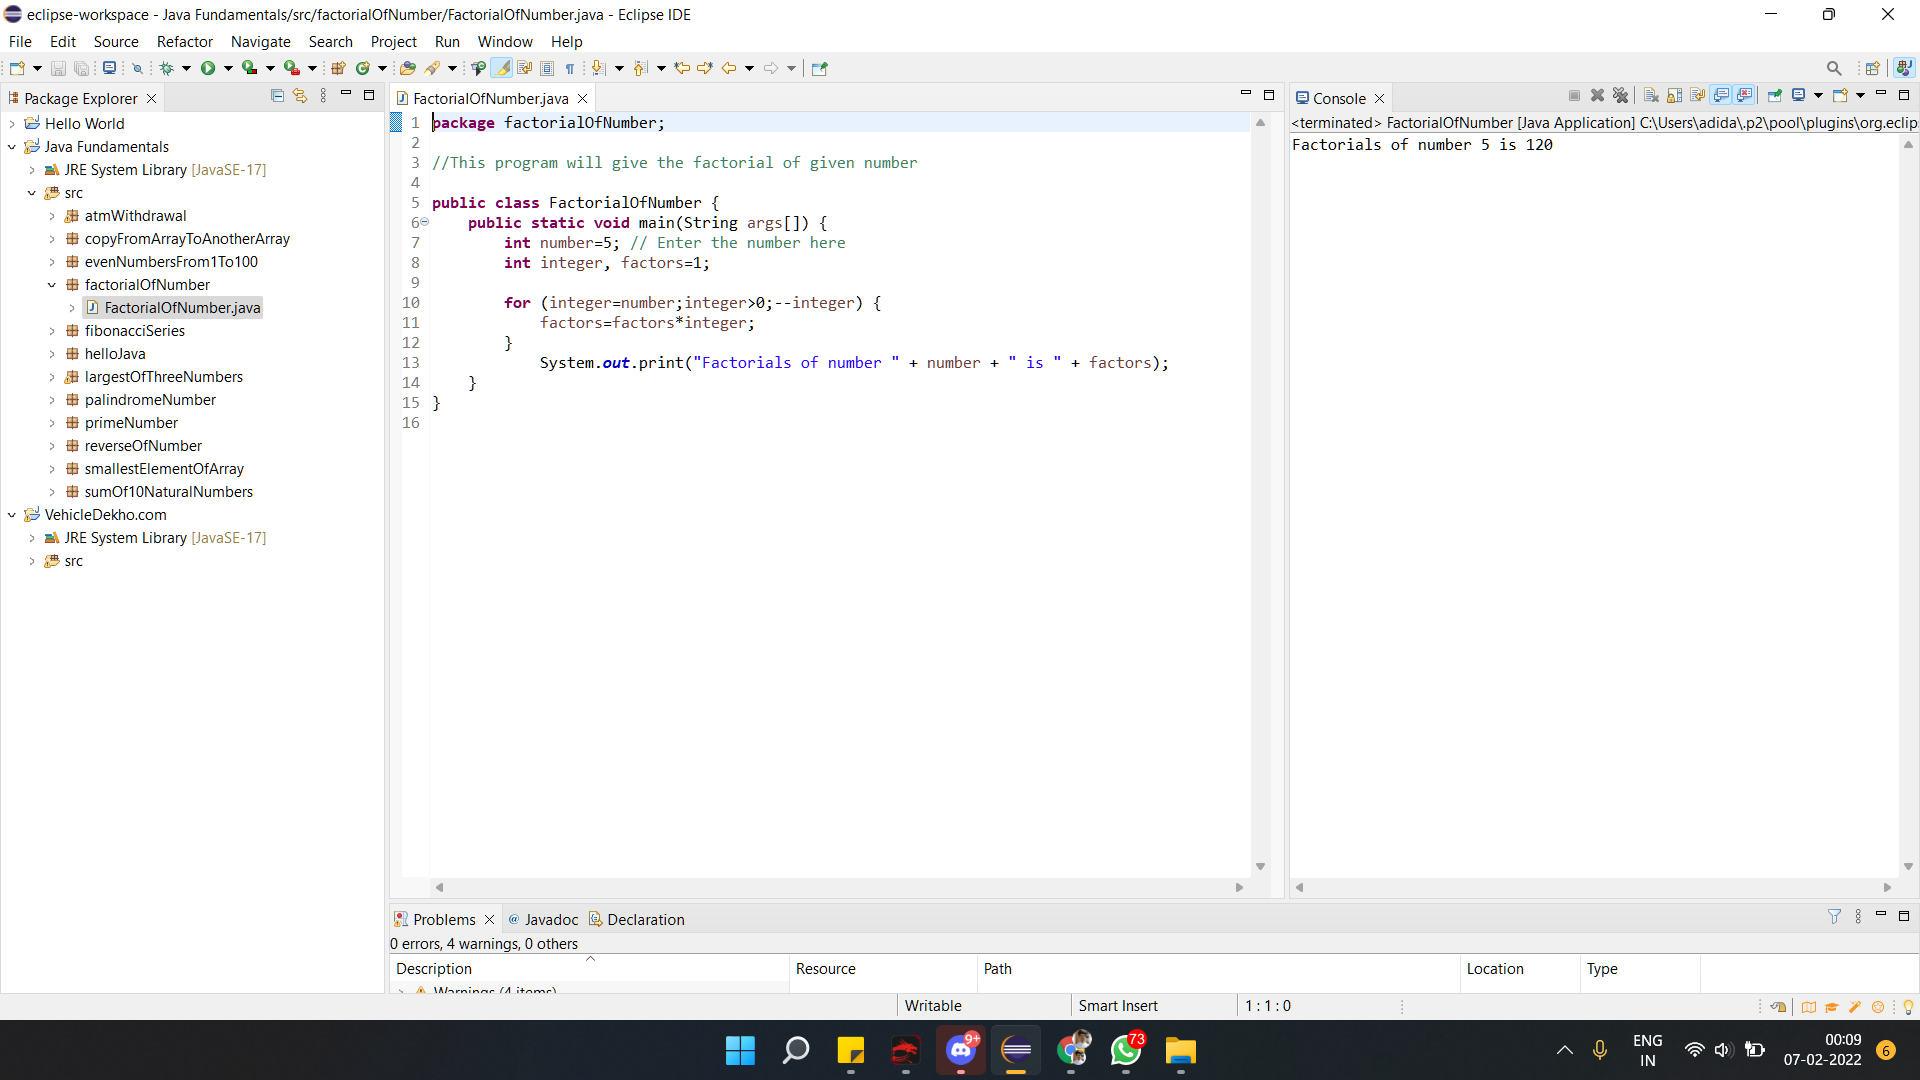 eclipse-workspace - Java Fundamentals/src/factorialOfNumber/FactorialOfNumber.java - Eclipse IDE
File Edit Source Refactor Navigate Search Project Run Window Help
Package Explorer
Hello World
Java Fundamentals
JRE System Library [JavaSE-17]
src
atmWithdrawal
copyFromArrayToAnotherArray
evenNumbersFrom1To100
factorialOfNumber
FactorialOfNumber.java
fibonacciSeries
helloJava
largestOfThreeNumbers
palindromeNumber
primeNumber
reverseOfNumber
smallestElementOfArray
sumOf10NaturalNumbers
VehicleDekho.com
JRE System Library [JavaSE-17]
src
FactorialOfNumber.java
1 package factorialOfNumber;
2
3 //This program will give the factorial of given number
4
5 public class FactorialOfNumber {
6 public static void main(String args[]) {
7 int number=5; // Enter the number here
8 int integer, factors=1;
9
10 for (integer=number;integer>0;--integer) {
11 factors=factors*integer;
12 }
13 System.out.print("Factorials of number " + number + " is " + factors);
14 }
15 }
16
Console
<terminated> FactorialOfNumber [Java Application] C:\Users\adida\.p2\pool\plugins\org.eclip
Factorials of number 5 is 120
Problems @ Javadoc Declaration
0 errors, 4 warnings, 0 others
Description Resource Path Location Type
Warnings (4 items)
Writable Smart Insert 1 : 1 : 0
9+
73
ENG
IN
00:09
07-02-2022
6